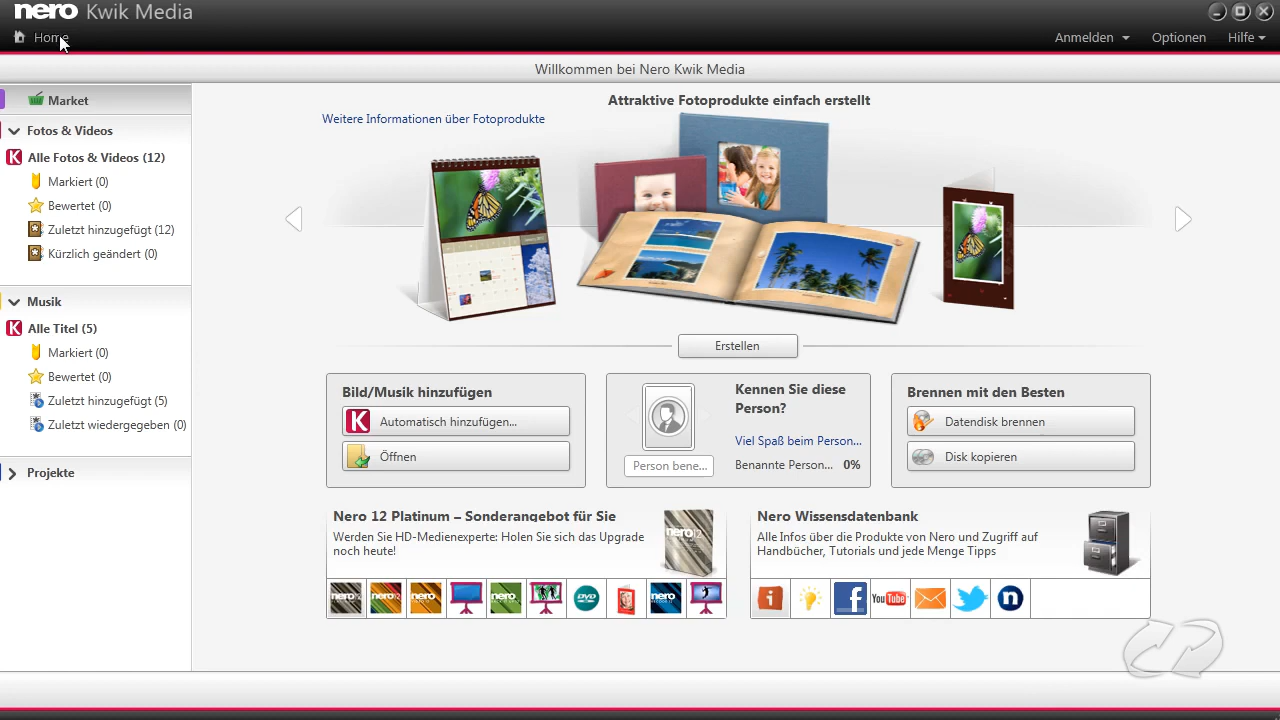 nero Kwik Media
Home
Anmelden
Optionen
Hilfe
Willkommen bei Nero Kwik Media
Market
Fotos & Videos
Alle Fotos & Videos (12)
Markiert (0)
Bewertet (0)
Zuletzt hinzugefügt (12)
Kürzlich geändert (0)
Musik
Alle Titel (5)
Markiert (0)
Bewertet (0)
Zuletzt hinzugefügt (5)
Zuletzt wiedergegeben (0)
Projekte
Attraktive Fotoprodukte einfach erstellt
Weitere Informationen über Fotoprodukte
Erstellen
Bild/Musik hinzufügen
Automatisch hinzufügen...
Öffnen
Kennen Sie diese
Person?
Viel Spaß beim Person...
Person bene...
Benannte Person... 0%
Brennen mit den Besten
Datendisk brennen
Disk kopieren
Nero 12 Platinum – Sonderangebot für Sie
Werden Sie HD-Medienexperte: Holen Sie sich das Upgrade
noch heute!
nero
DVD
nero
Nero Wissensdatenbank
Alle Infos über die Produkte von Nero und Zugriff auf
Handbücher, Tutorials und jede Menge Tipps
You Tube